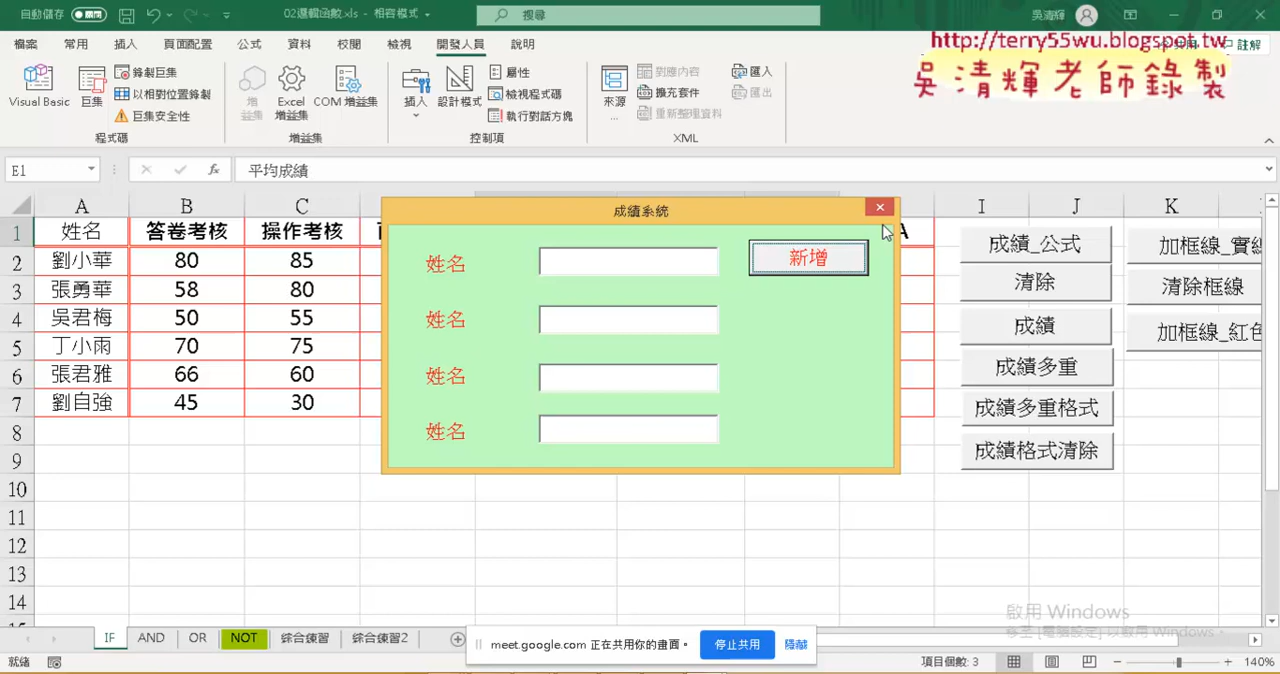 自動儲存
02邏輯函數.xls - 相容模式
搜尋
吳清輝
檔案 常用 插入 頁面配置 公式 資料 校閱 檢視 開發人員 說明
註解
http://terry55wu.blogspot.tw
吳清輝老師錄製
Visual Basic
巨集
錄製巨集
以相對位置錄製
巨集安全性
程式碼
增益集
Excel 增益集
COM 增益集
增益集
插入
設計模式
屬性
檢視程式碼
執行對話方塊
控制項
來源
對應內容
擴充套件
重新整理資料
匯入
匯出
XML
E1
fx
平均成績
A B C I J K
1 姓名 答卷考核 操作考核
2 劉小華 80 85
3 張勇華 58 80
4 吳君梅 50 55
5 丁小雨 70 75
6 張君雅 66 60
7 劉自強 45 30
8
9
10
11
12
13
14
成績系統
姓名
姓名
姓名
姓名
新增
成績_公式
清除
成績
成績多重
成績多重格式
成績格式清除
加框線_實線
清除框線
加框線_紅色
啟用 Windows
移至 [電腦設定] 以啟用 Windows。
IF AND OR NOT 綜合練習 綜合練習2
meet.google.com 正在共用你的畫面。
停止共用
隱藏
就緒
項目個數: 3
140%